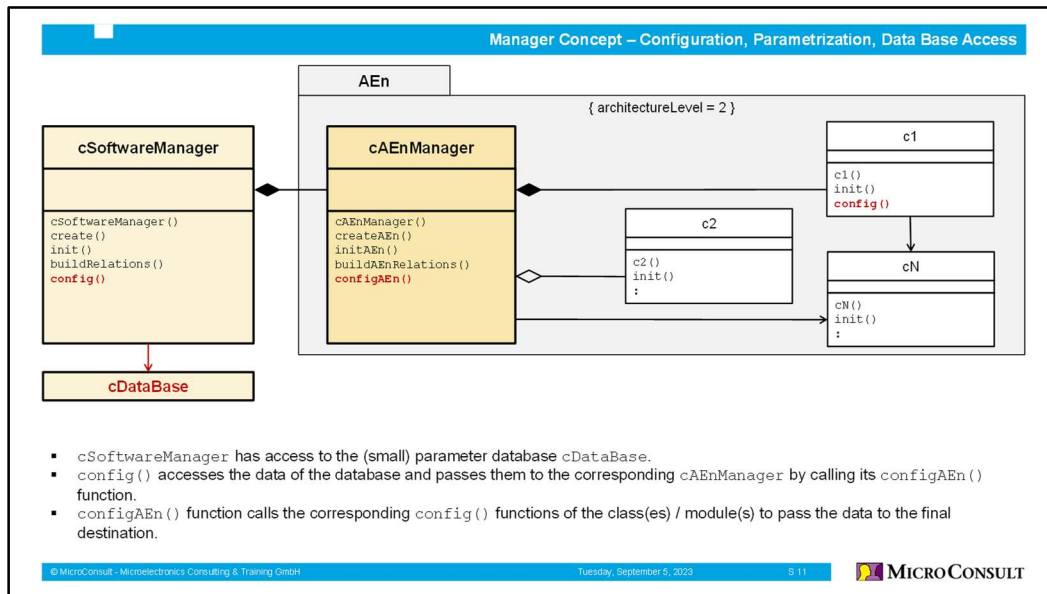 Manager Concept – Configuration, Parametrization, Data Base Access
AEn
{ architectureLevel = 2 }
cSoftwareManager
cSoftwareManager()
create()
init()
buildRelations()
config()
cDataBase
cAEnManager
cAEnManager()
createAEn()
initAEn()
buildAEnRelations()
configAEn()
c1
c1()
init()
config()
c2
c2()
init()
:
cN
cN()
init()
:
▪ cSoftwareManager has access to the (small) parameter database cDataBase.
▪ config() accesses the data of the database and passes them to the corresponding cAEnManager by calling its configAEn()
function.
▪ configAEn() function calls the corresponding config() functions of the class(es) / module(s) to pass the data to the final
destination.
© MicroConsult - Microelectronics Consulting & Training GmbH
Tuesday, September 5, 2023
S 11
MICROCONSULT